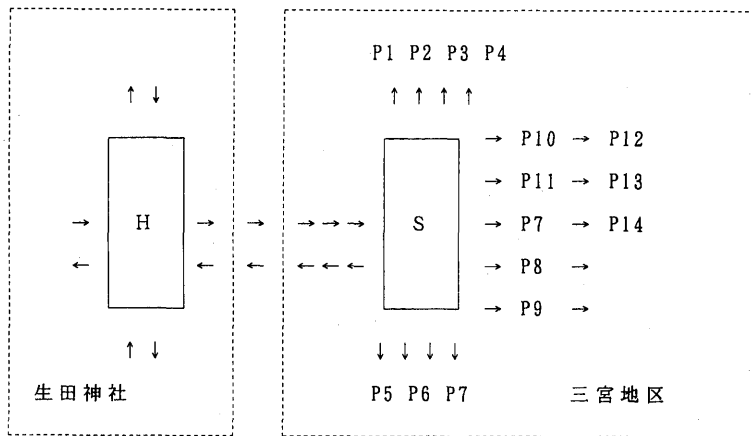 P1 P2 P3 P4
↑ ↓ ↑ ↑ ↑ ↑
→ P10 → P12
→ P11 → P13
→ H → → →→→ S → P7 → P14
← ← ← ←←← → P8 →
→ P9 →
↑ ↓ ↓ ↓ ↓ ↓
生田神社 P5 P6 P7 三宮地区